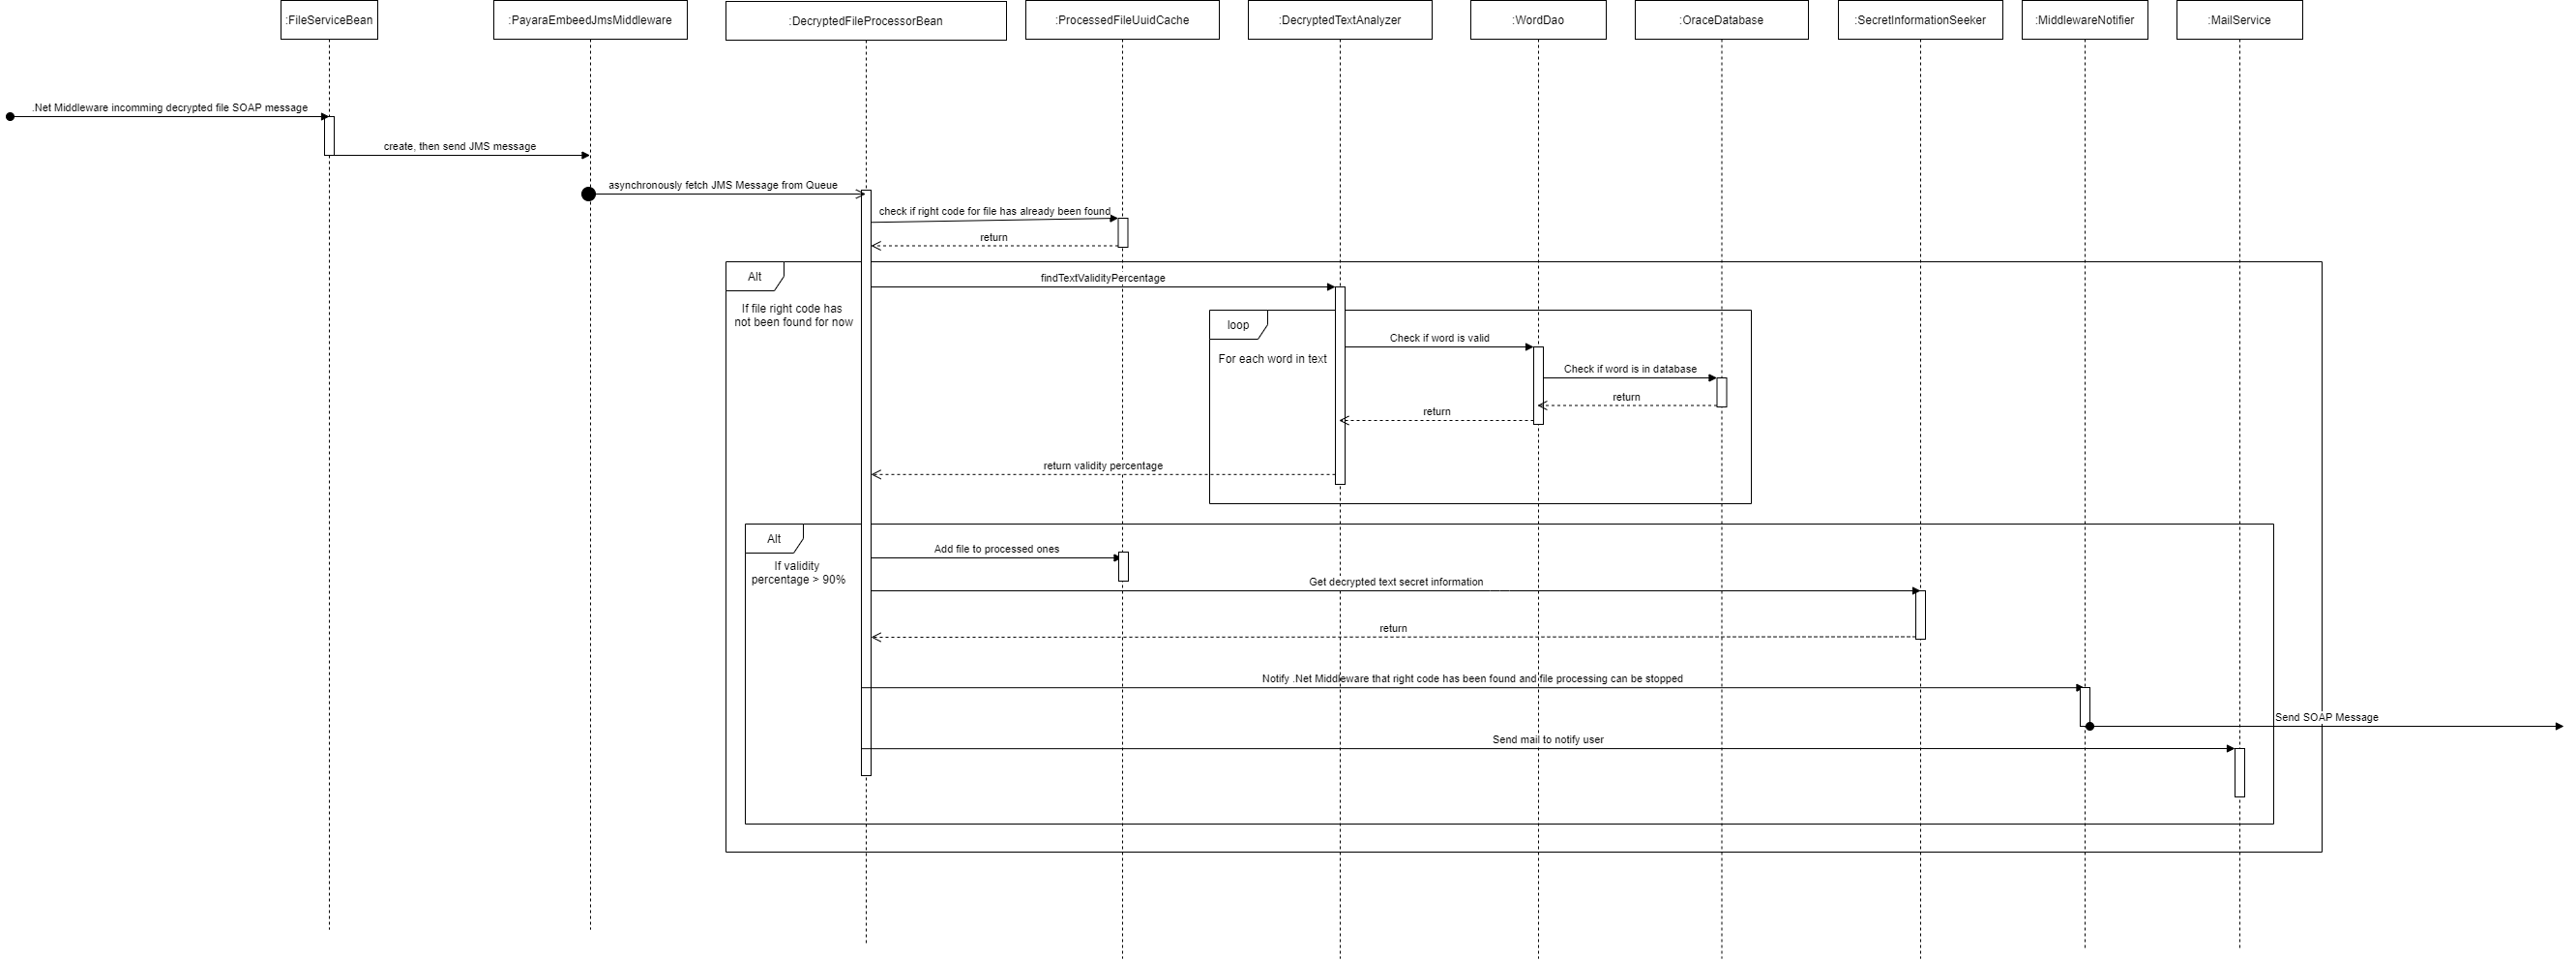 :FileServiceBean
:PayaraEmbeedJmsMiddleware
:DecryptedFileProcessorBean
:ProcessedFileUuidCache
:DecryptedTextAnalyzer
:WordDao
:OraceDatabase
:SecretInformationSeeker
:MiddlewareNotifier
:MailService
.Net Middleware incomming decrypted file SOAP message
create, then send JMS message
asynchronously fetch JMS Message from Queue
check if right code for file has already been found
return
Alt
If file right code has
not been found for now
findTextValidityPercentage
loop
For each word in text
Check if word is valid
Check if word is in database
return
return
return validity percentage
Alt
If validity
percentage > 90%
Add file to processed ones
Get decrypted text secret information
return
Notify .Net Middleware that right code has been found and file processing can be stopped
Send SOAP Message
Send mail to notify user